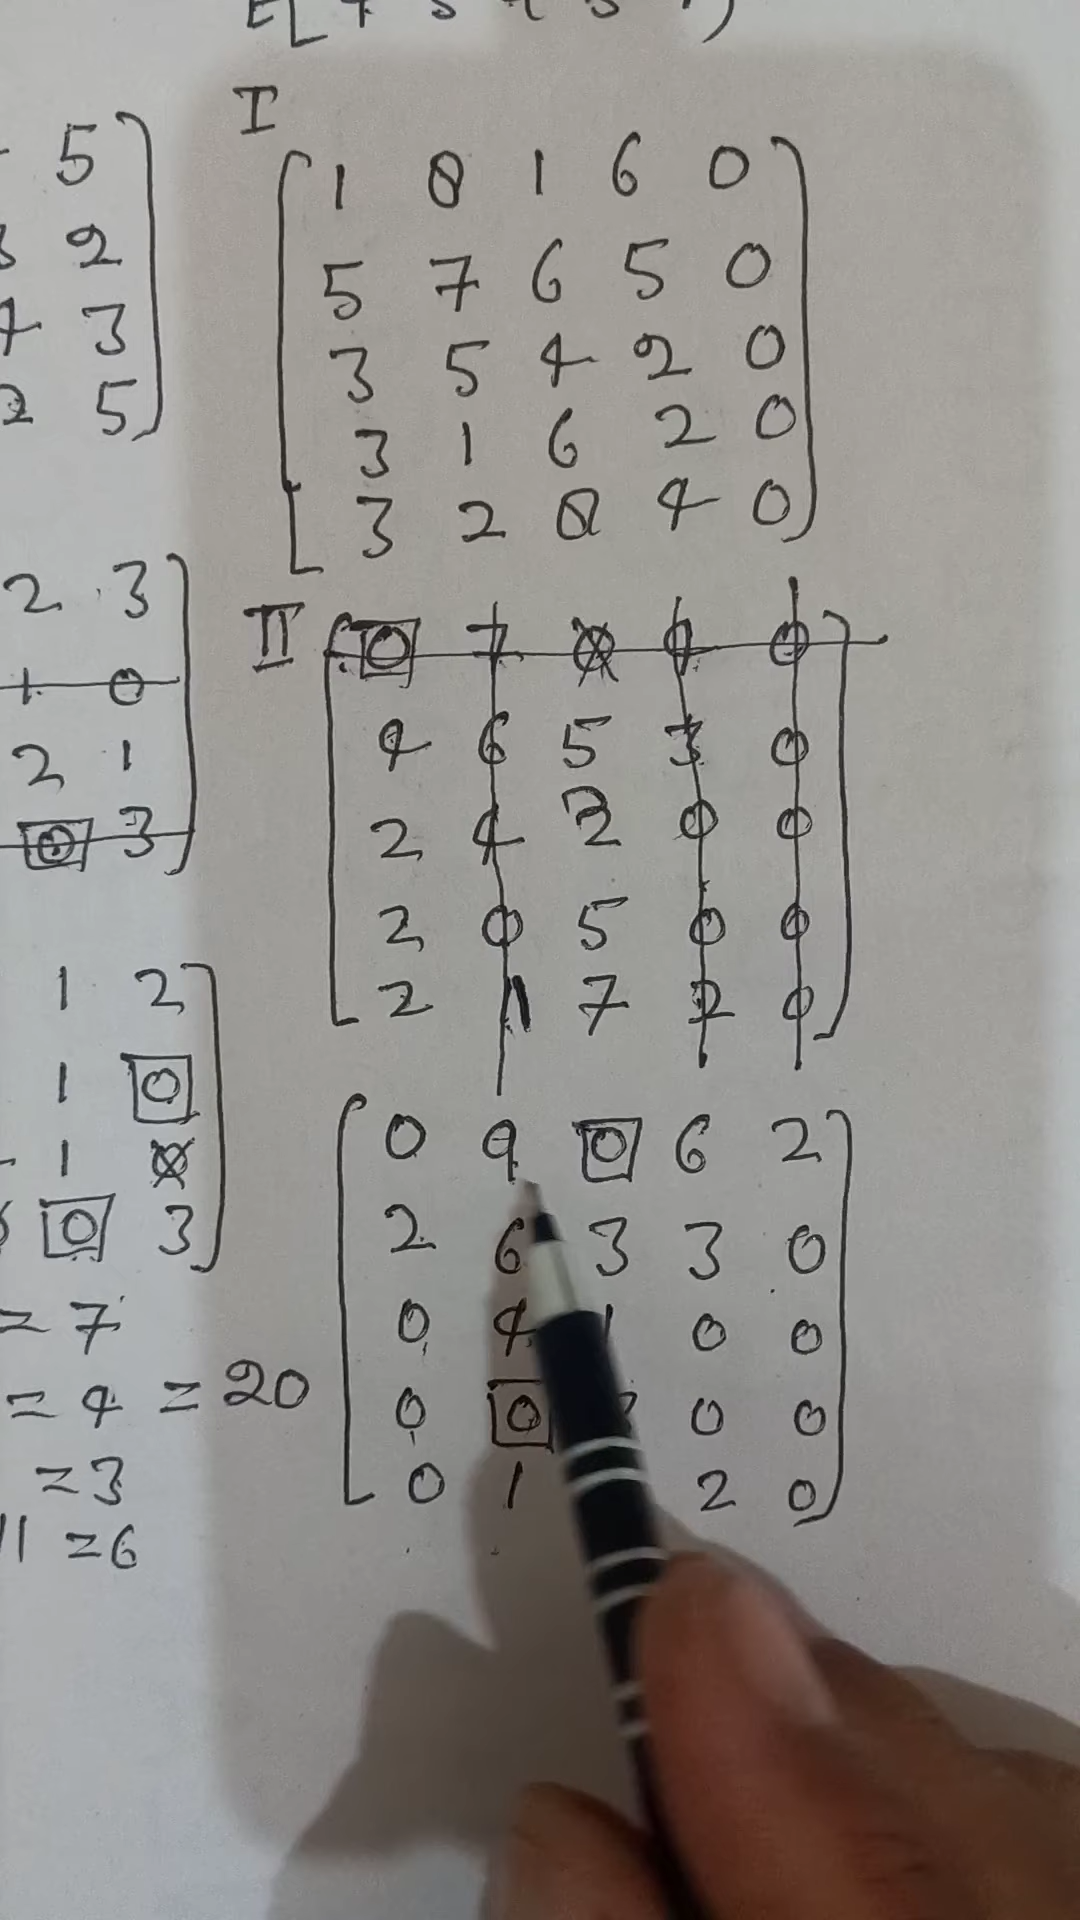 I
1 8 1 6 0
5 7 6 5 0
3 5 4 2 0
3 1 6 2 0
3 2 8 4 0
5
2
3
2 5
II
0 7 0 4 0
4 6 5 3 0
2 4 2 0 0
2 0 5 0 0
2 1 7 2 0
2 3
1 0
2 1
0 3
0 9 0 6 2
2 6 3 3 0
0 4 1 0 0
0 0 0 0
0 1 2 0
1 2
1 0
1 0
0 3
= 7
= 4 = 20
= 3
11 = 6